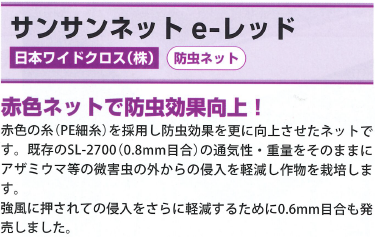 サンサンネット e-レッド
日本ワイドクロス(株) 防虫ネット
赤色ネットで防虫効果向上！
赤色の糸(PE細糸)を採用し防虫効果を更に向上させたネットで
す。既存のSL-2700(0.8mm目合)の通気性・重量をそのままに
アザミウマ等の微害虫の外からの侵入を軽減し作物を栽培しま
す。
強風に押されての侵入をさらに軽減するために0.6mm目合も発
売しました。